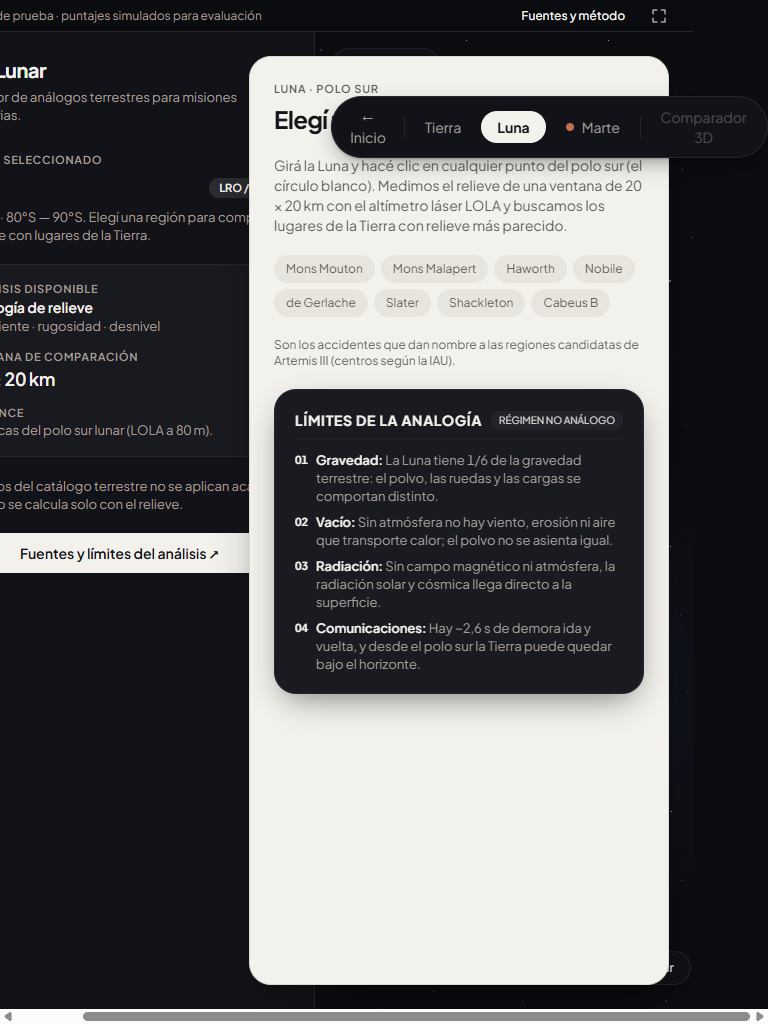 de prueba · puntajes simulados para evaluación
Fuentes y método
Lunar
or de análogos terrestres para misiones
rias.
SELECCIONADO
LRO /
· 80°S — 90°S. Elegí una región para comp
e con lugares de la Tierra.
ISIS DISPONIBLE
ogía de relieve
iente · rugosidad · desnivel
ANA DE COMPARACIÓN
20 km
NCE
cas del polo sur lunar (LOLA a 80 m).
os del catálogo terrestre no se aplican acá
o se calcula solo con el relieve.
Fuentes y límites del análisis ↗
LUNA · POLO SUR
Elegí
← Inicio
Tierra
Luna
Marte
Comparador
3D
Girá la Luna y hacé clic en cualquier punto del polo sur (el
círculo blanco). Medimos el relieve de una ventana de 20
× 20 km con el altímetro láser LOLA y buscamos los
lugares de la Tierra con relieve más parecido.
Mons Mouton
Mons Malapert
Haworth
Nobile
de Gerlache
Slater
Shackleton
Cabeus B
Son los accidentes que dan nombre a las regiones candidatas de
Artemis III (centros según la IAU).
LÍMITES DE LA ANALOGÍA
RÉGIMEN NO ANÁLOGO
01 Gravedad: La Luna tiene 1/6 de la gravedad
terrestre: el polvo, las ruedas y las cargas se
comportan distinto.
02 Vacío: Sin atmósfera no hay viento, erosión ni aire
que transporte calor; el polvo no se asienta igual.
03 Radiación: Sin campo magnético ni atmósfera, la
radiación solar y cósmica llega directo a la
superficie.
04 Comunicaciones: Hay ~2,6 s de demora ida y
vuelta, y desde el polo sur la Tierra puede quedar
bajo el horizonte.
r